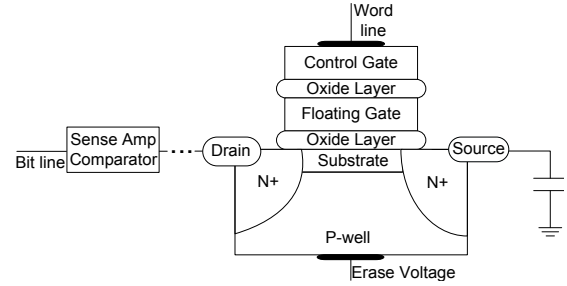 Word
line
Control Gate
Oxide Layer
Floating Gate
Oxide Layer
Sense Amp
Comparator
Bit line
Drain
Substrate
Source
N+
N+
P-well
Erase Voltage